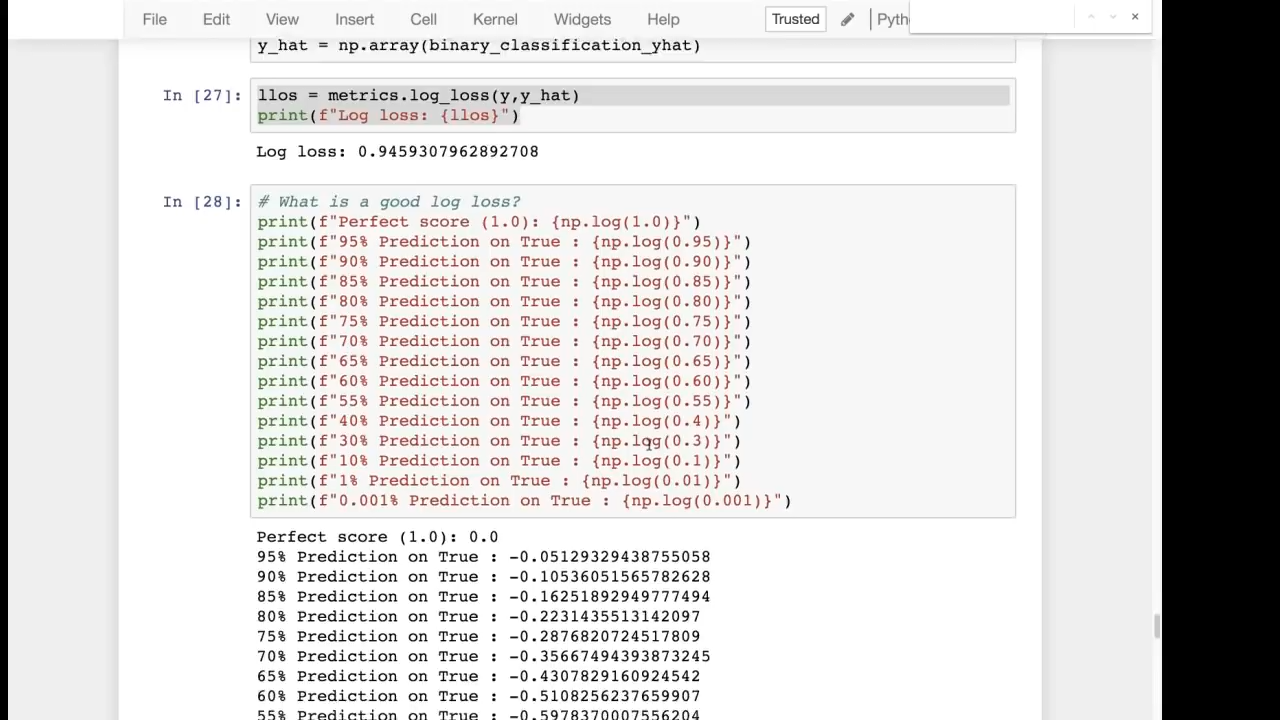 File Edit View Insert Cell Kernel Widgets Help Trusted Pyth
y_hat = np.array(binary_classification_yhat)
In [27]: llos = metrics.log_loss(y,y_hat)
print(f"Log loss: {llos}")
Log loss: 0.9459307962892708
In [28]: # What is a good log loss?
print(f"Perfect score (1.0): {np.log(1.0)}")
print(f"95% Prediction on True : {np.log(0.95)}")
print(f"90% Prediction on True : {np.log(0.90)}")
print(f"85% Prediction on True : {np.log(0.85)}")
print(f"80% Prediction on True : {np.log(0.80)}")
print(f"75% Prediction on True : {np.log(0.75)}")
print(f"70% Prediction on True : {np.log(0.70)}")
print(f"65% Prediction on True : {np.log(0.65)}")
print(f"60% Prediction on True : {np.log(0.60)}")
print(f"55% Prediction on True : {np.log(0.55)}")
print(f"40% Prediction on True : {np.log(0.4)}")
print(f"30% Prediction on True : {np.log(0.3)}")
print(f"10% Prediction on True : {np.log(0.1)}")
print(f"1% Prediction on True : {np.log(0.01)}")
print(f"0.001% Prediction on True : {np.log(0.001)}")
Perfect score (1.0): 0.0
95% Prediction on True : -0.05129329438755058
90% Prediction on True : -0.10536051565782628
85% Prediction on True : -0.16251892949777494
80% Prediction on True : -0.2231435513142097
75% Prediction on True : -0.2876820724517809
70% Prediction on True : -0.35667494393873245
65% Prediction on True : -0.4307829160924542
60% Prediction on True : -0.5108256237659907
55% Prediction on True : -0.5978370007556204